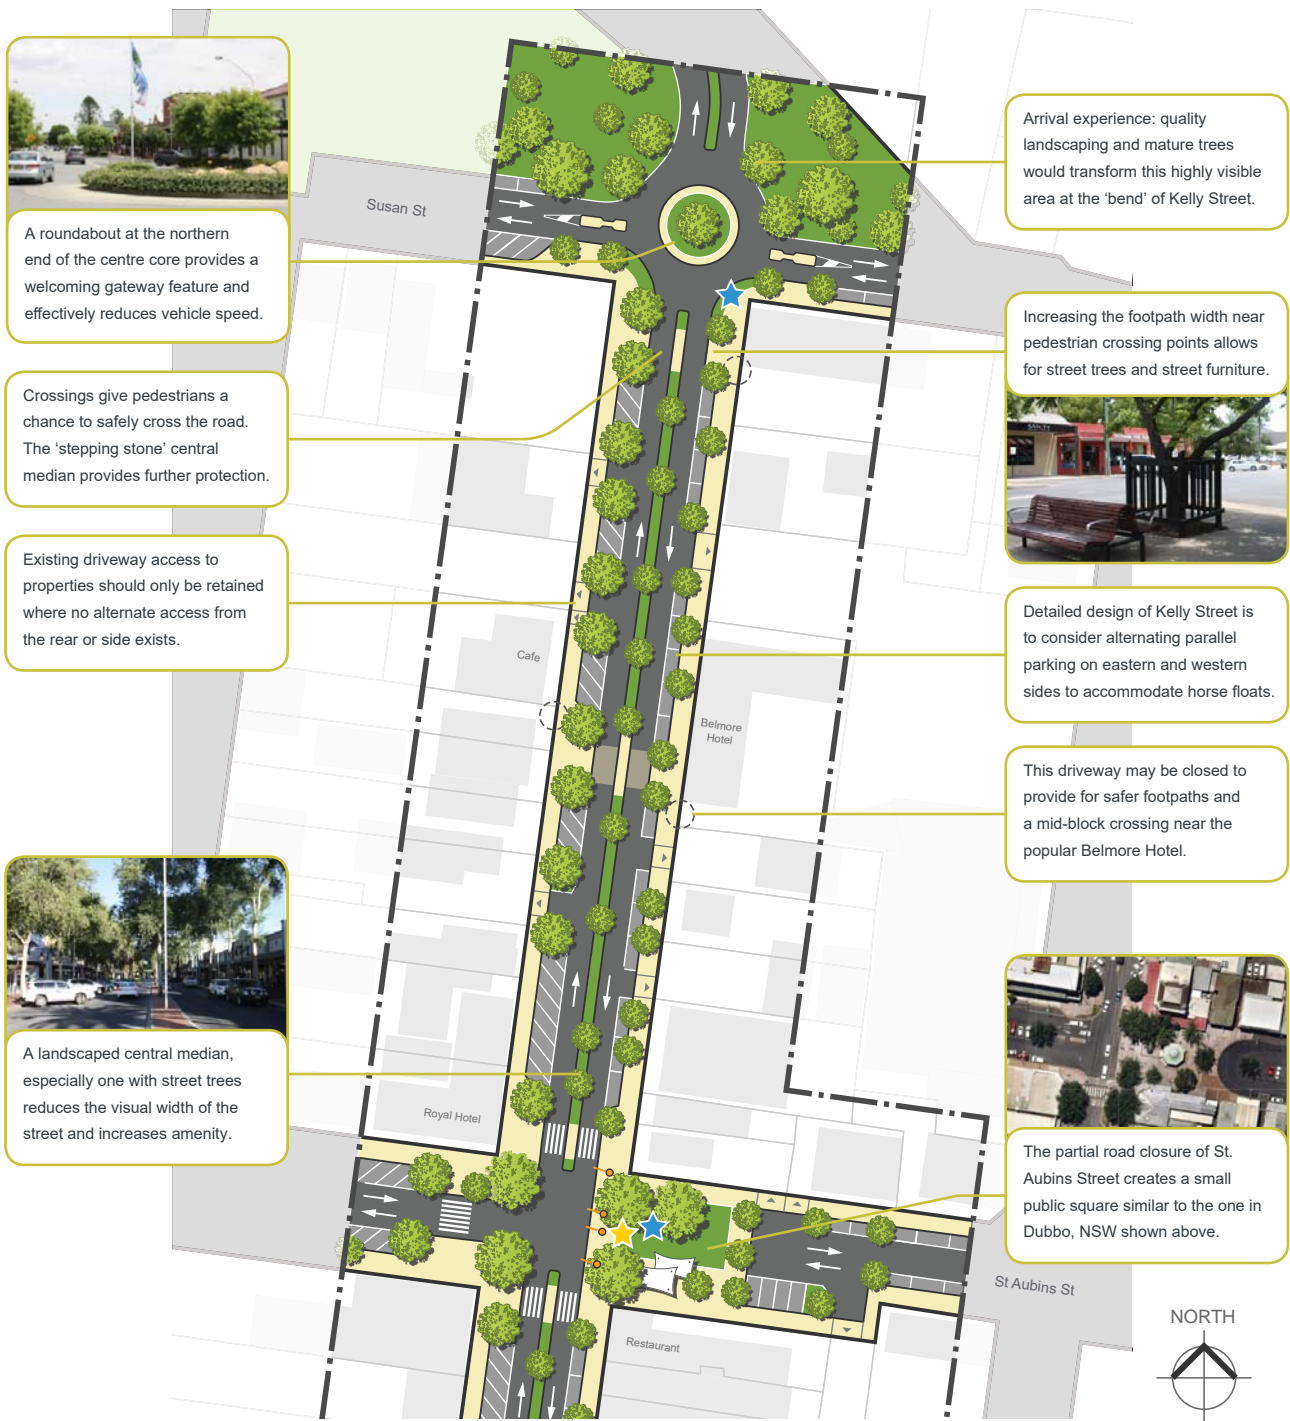 A roundabout at the northern
end of the centre core provides a
welcoming gateway feature and
effectively reduces vehicle speed.
Crossings give pedestrians a
chance to safely cross the road.
The ‘stepping stone’ central
median provides further protection.
Existing driveway access to
properties should only be retained
where no alternate access from
the rear or side exists.
A landscaped central median,
especially one with street trees
reduces the visual width of the
street and increases amenity.
Susan St
Cafe
Belmore
Hotel
Royal Hotel
Restaurant
St Aubins St
Arrival experience: quality
landscaping and mature trees
would transform this highly visible
area at the ‘bend’ of Kelly Street.
Increasing the footpath width near
pedestrian crossing points allows
for street trees and street furniture.
Detailed design of Kelly Street is
to consider alternating parallel
parking on eastern and western
sides to accommodate horse floats.
This driveway may be closed to
provide for safer footpaths and
a mid-block crossing near the
popular Belmore Hotel.
The partial road closure of St.
Aubins Street creates a small
public square similar to the one in
Dubbo, NSW shown above.
NORTH